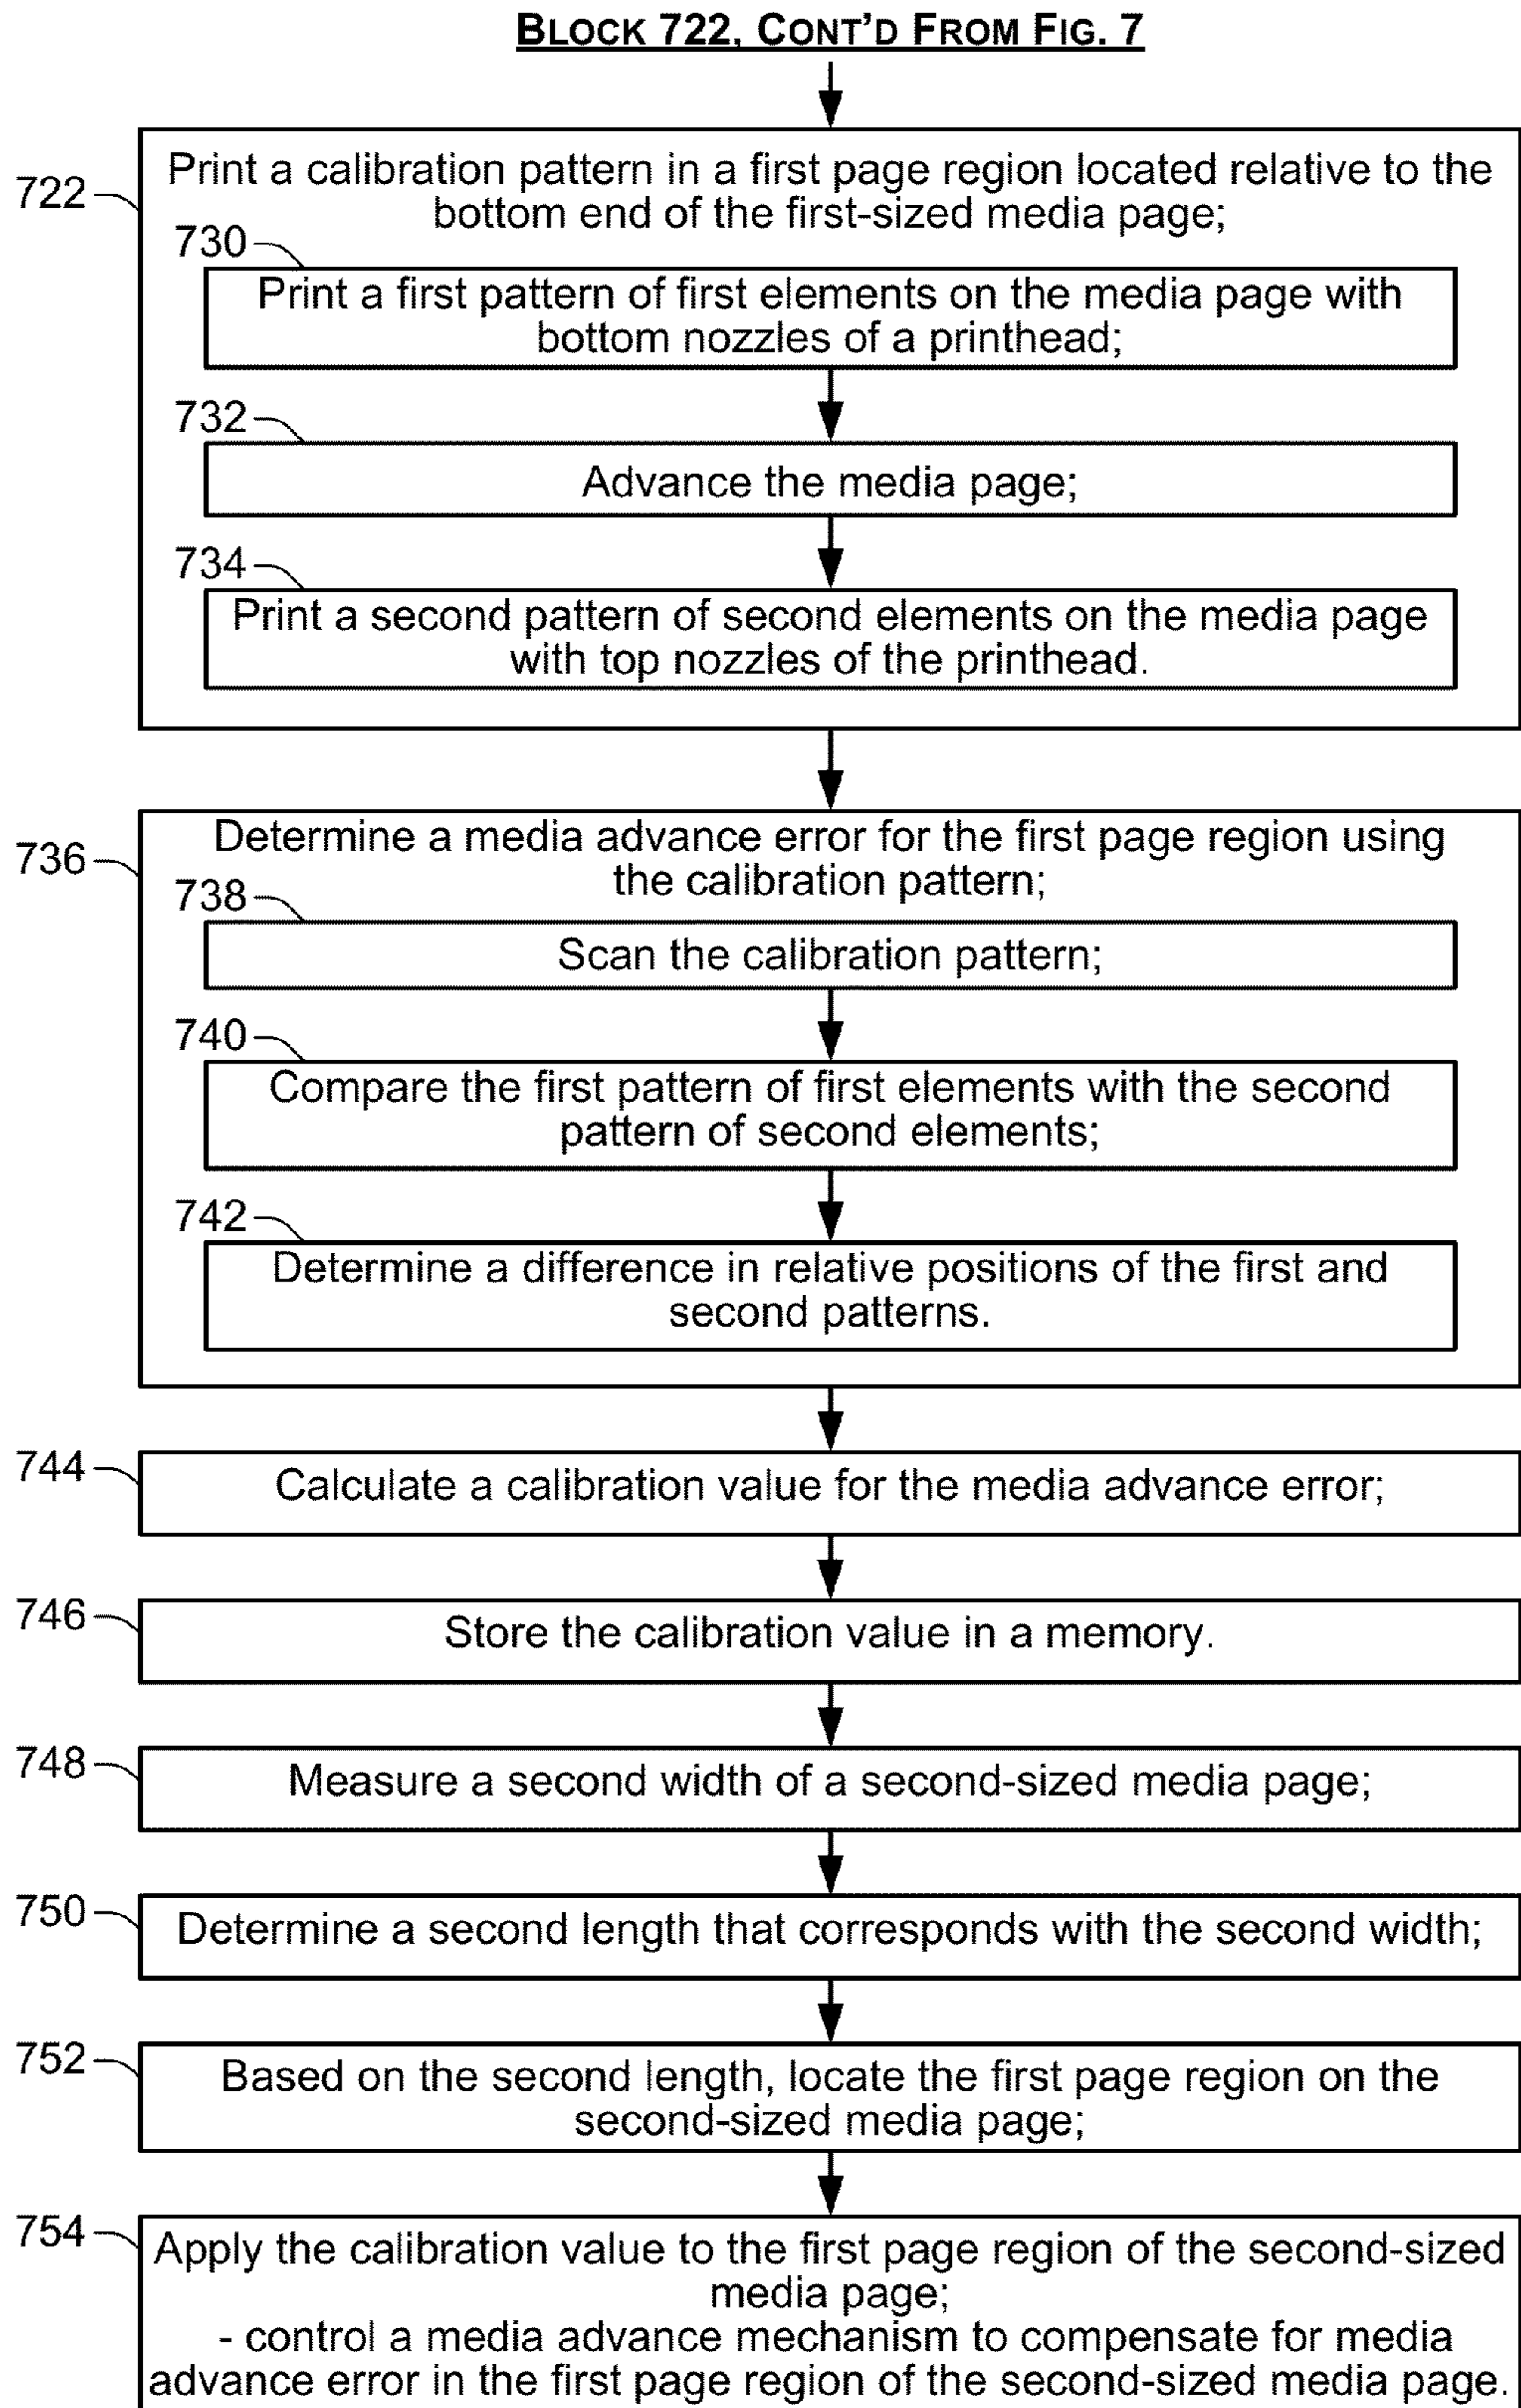 BLOCK 722, CONT'D FROM FIG. 7
722
Print a calibration pattern in a first page region located relative to the
bottom end of the first-sized media page;
730
Print a first pattern of first elements on the media page with
bottom nozzles of a printhead;
732
Advance the media page;
734
Print a second pattern of second elements on the media page
with top nozzles of the printhead.
736
Determine a media advance error for the first page region using
the calibration pattern;
738
Scan the calibration pattern;
740
Compare the first pattern of first elements with the second
pattern of second elements;
742
Determine a difference in relative positions of the first and
second patterns.
744
Calculate a calibration value for the media advance error;
746
Store the calibration value in a memory.
748
Measure a second width of a second-sized media page;
750
Determine a second length that corresponds with the second width;
752
Based on the second length, locate the first page region on the
second-sized media page;
754
Apply the calibration value to the first page region of the second-sized
media page;
- control a media advance mechanism to compensate for media
advance error in the first page region of the second-sized media page.